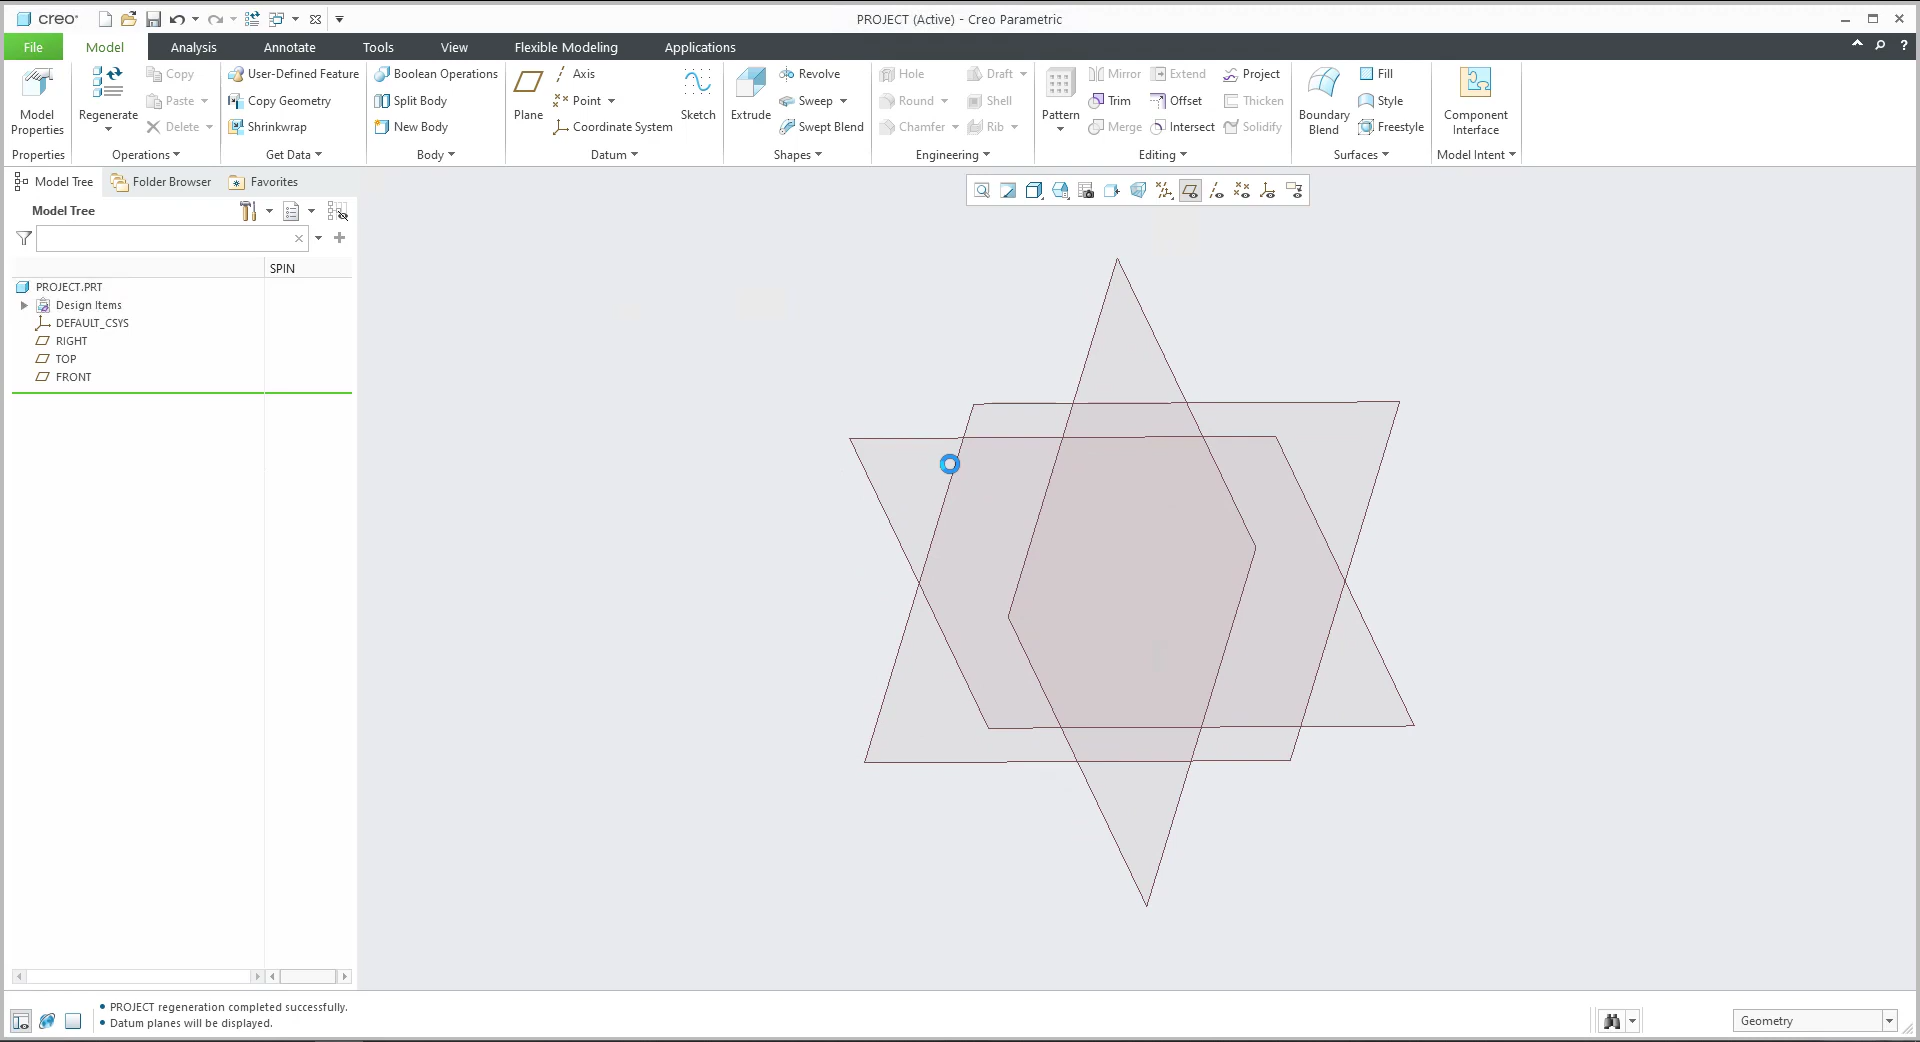 creo
PROJECT (Active) - Creo Parametric
File Model Analysis Annotate Tools View Flexible Modeling Applications
Model Properties
Regenerate
Copy
Paste
Delete
User-Defined Feature
Copy Geometry
Shrinkwrap
Boolean Operations
Split Body
New Body
Plane
Axis
Point
Coordinate System
Sketch
Extrude
Revolve
Sweep
Swept Blend
Hole
Round
Chamfer
Draft
Shell
Rib
Pattern
Mirror
Trim
Merge
Extend
Offset
Intersect
Project
Thicken
Solidify
Boundary Blend
Fill
Style
Freestyle
Component Interface
Properties Operations Get Data Body Datum Shapes Engineering Editing Surfaces Model Intent
Model Tree Folder Browser Favorites
Model Tree
SPIN
PROJECT.PRT
Design Items
DEFAULT_CSYS
RIGHT
TOP
FRONT
PROJECT regeneration completed successfully.
Datum planes will be displayed.
Geometry